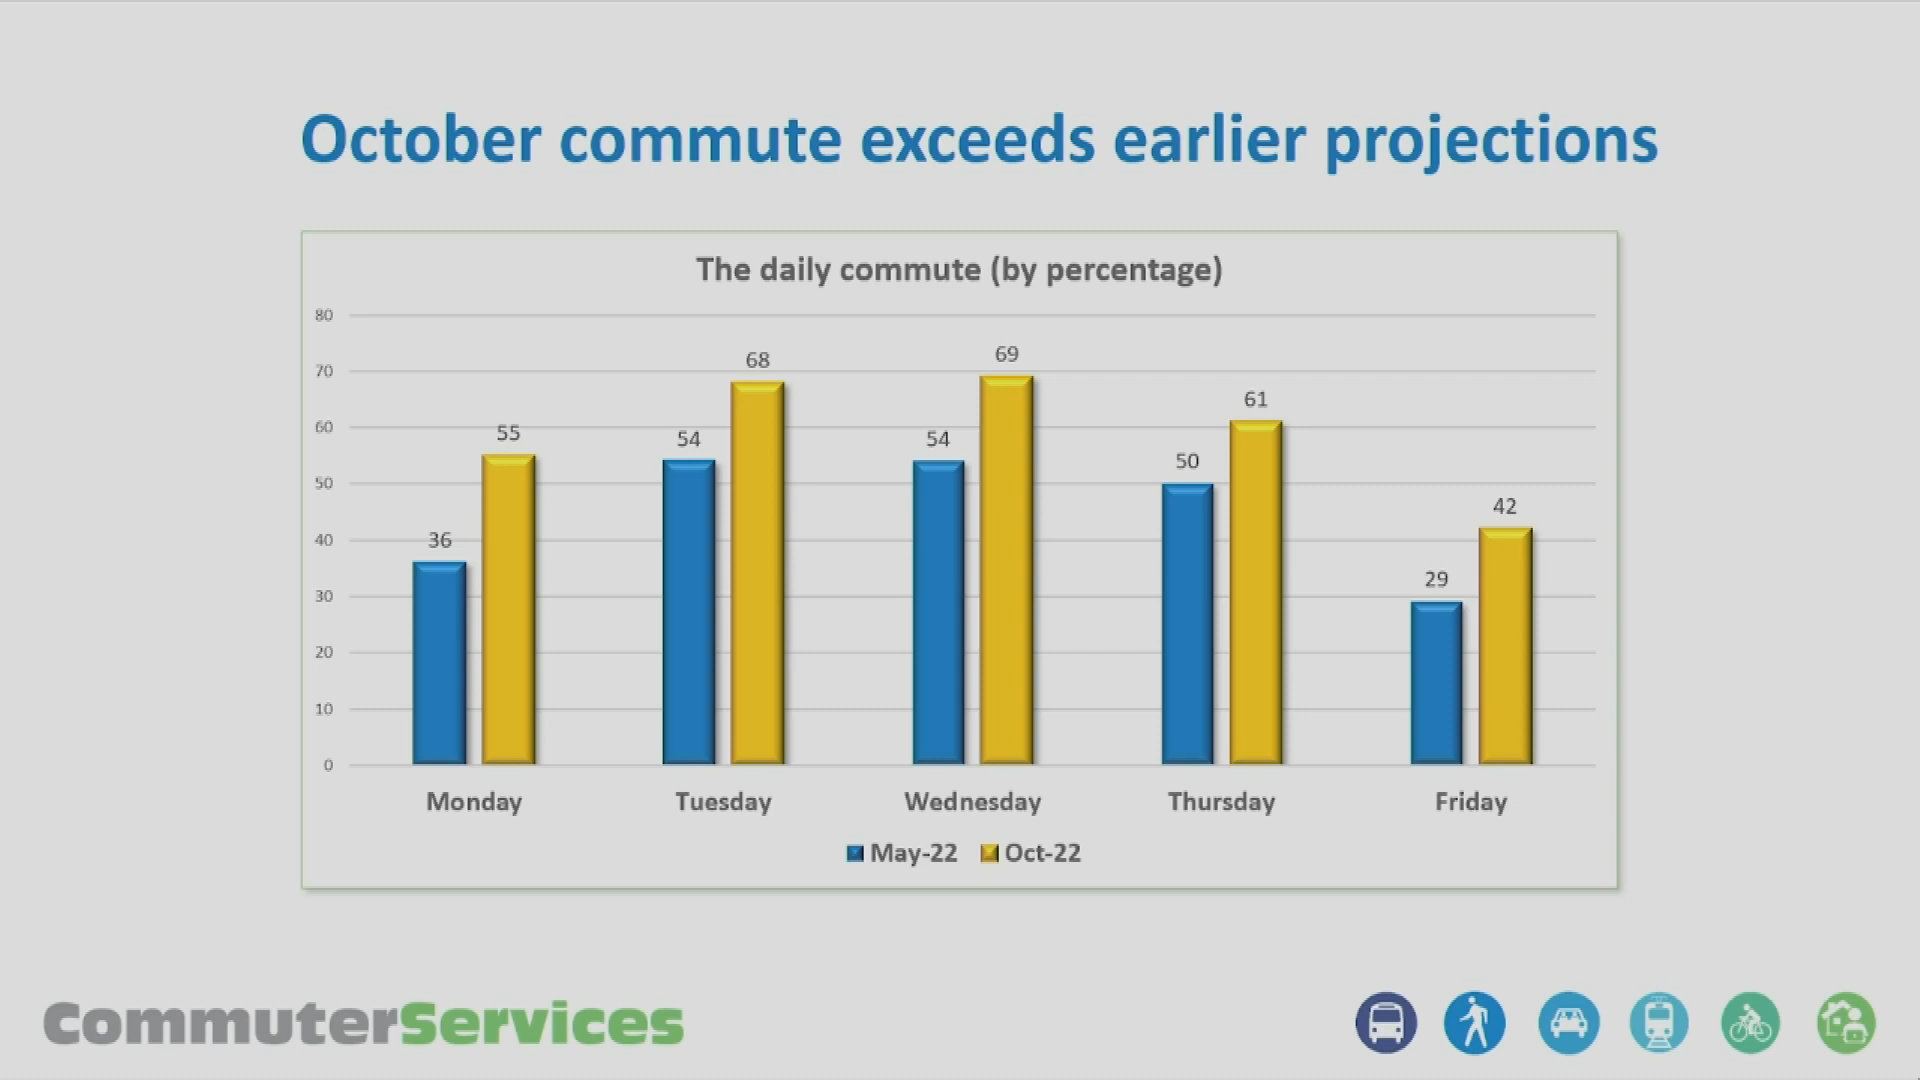 October commute exceeds earlier projections
The daily commute (by percentage)
80
70
60
50
40
30
20
10
0
36
55
54
68
54
69
50
61
29
42
Monday
Tuesday
Wednesday
Thursday
Friday
May-22
Oct-22
CommuterServices